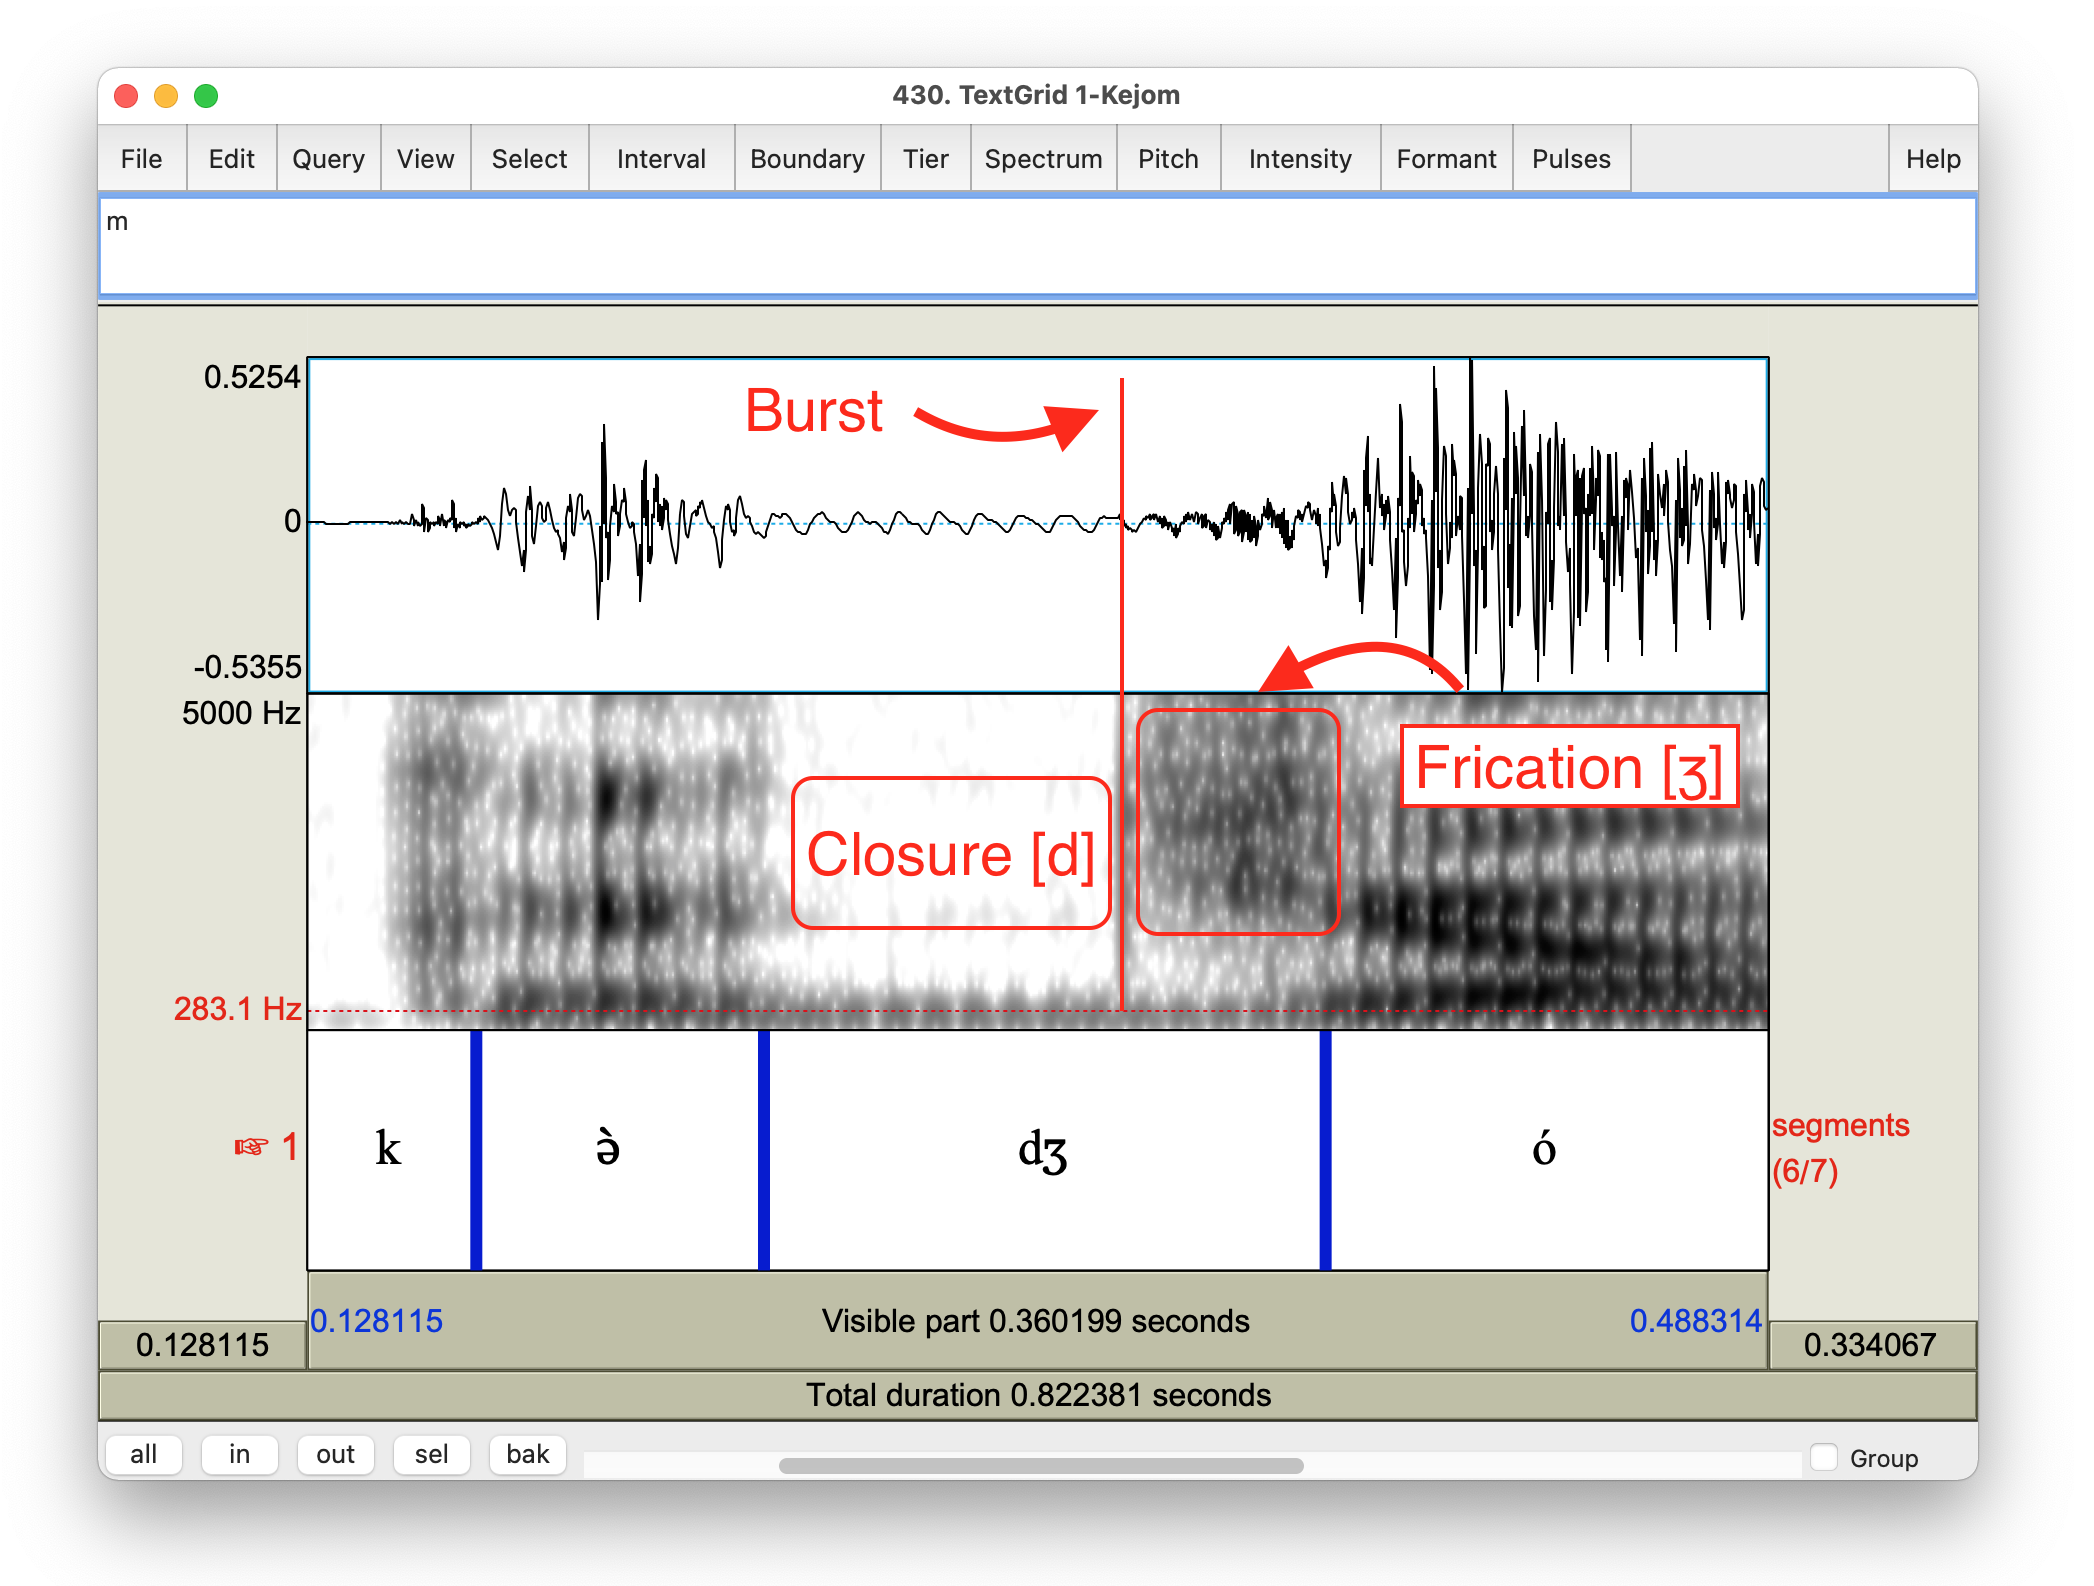 430. TextGrid 1-Kejom
File Edit Query View Select Interval Boundary Tier Spectrum Pitch Intensity Formant Pulses Help
m
0.5254
Burst
0
-0.5355
5000 Hz
Frication [ʒ]
Closure [d]
283.1 Hz
☞ 1
k ə̀ dʒ ó
segments
(6/7)
0.128115 Visible part 0.360199 seconds 0.488314
0.128115 0.334067
Total duration 0.822381 seconds
all in out sel bak Group